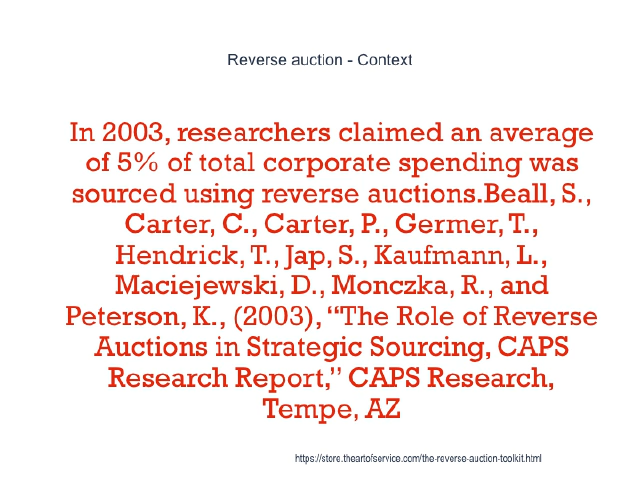 Reverse auction - Context
In 2003, researchers claimed an average
of 5% of total corporate spending was
sourced using reverse auctions.Beall, S.,
Carter, C., Carter, P., Germer, T.,
Hendrick, T., Jap, S., Kaufmann, L.,
Maciejewski, D., Monczka, R., and
Peterson, K., (2003), “The Role of Reverse
Auctions in Strategic Sourcing, CAPS
Research Report,” CAPS Research,
Tempe, AZ
https://store.theartofservice.com/the-reverse-auction-toolkit.html